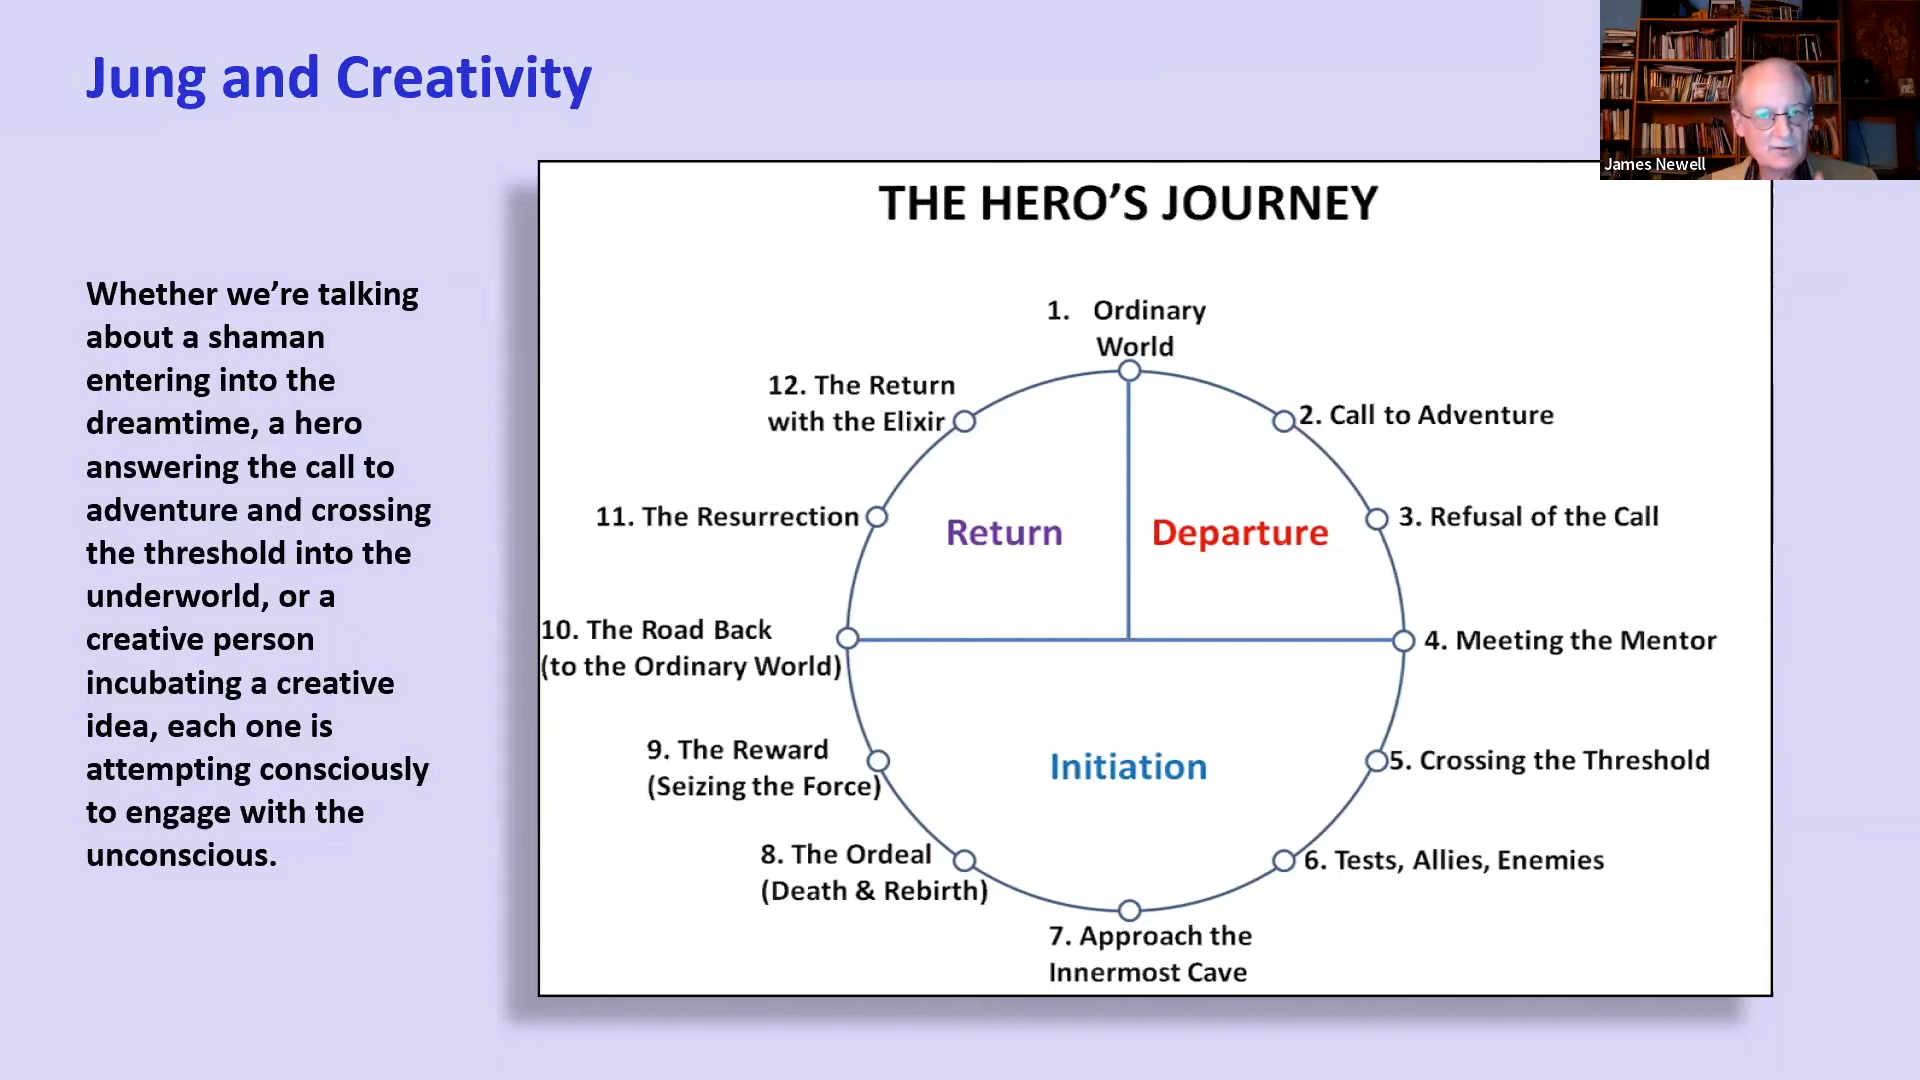 Jung and Creativity
James Newell
Whether we’re talking
about a shaman
entering into the
dreamtime, a hero
answering the call to
adventure and crossing
the threshold into the
underworld, or a
creative person
incubating a creative
idea, each one is
attempting consciously
to engage with the
unconscious.
THE HERO’S JOURNEY
1. Ordinary
World
2. Call to Adventure
3. Refusal of the Call
4. Meeting the Mentor
5. Crossing the Threshold
6. Tests, Allies, Enemies
7. Approach the
Innermost Cave
8. The Ordeal
(Death & Rebirth)
9. The Reward
(Seizing the Force)
10. The Road Back
(to the Ordinary World)
11. The Resurrection
12. The Return
with the Elixir
Return
Departure
Initiation